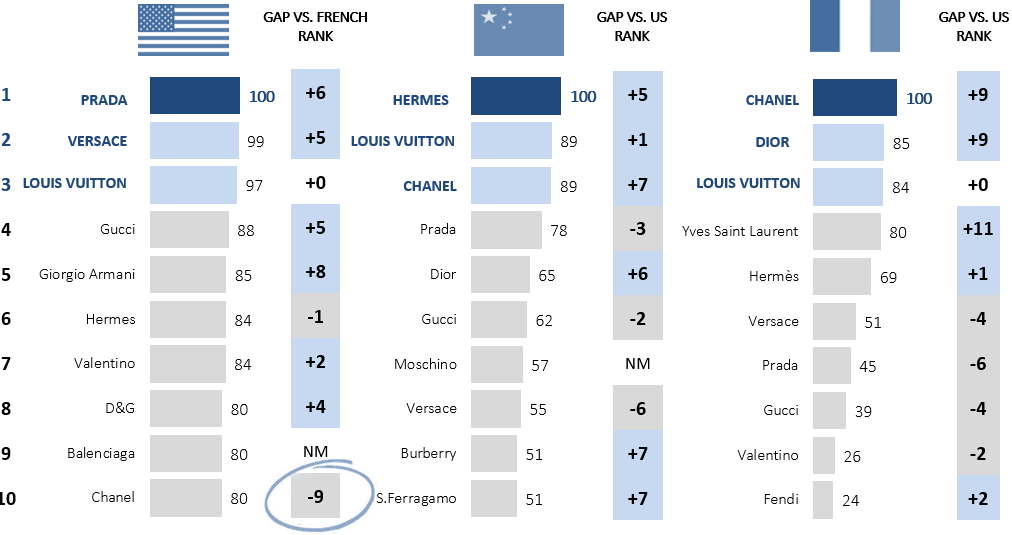 GAP VS. FRENCH RANK GAP VS. US RANK GAP VS. US RANK
1 PRADA 100 +6 HERMES 100 +5 CHANEL 100 +9
2 VERSACE 99 +5 LOUIS VUITTON 89 +1 DIOR 85 +9
3 LOUIS VUITTON 97 +0 CHANEL 89 +7 LOUIS VUITTON 84 +0
4 Gucci 88 +5 Prada 78 -3 Yves Saint Laurent 80 +11
5 Giorgio Armani 85 +8 Dior 65 +6 Hermès 69 +1
6 Hermes 84 -1 Gucci 62 -2 Versace 51 -4
7 Valentino 84 +2 Moschino 57 NM Prada 45 -6
8 D&G 80 +4 Versace 55 -6 Gucci 39 -4
9 Balenciaga 80 NM Burberry 51 +7 Valentino 26 -2
10 Chanel 80 -9 S.Ferragamo 51 +7 Fendi 24 +2